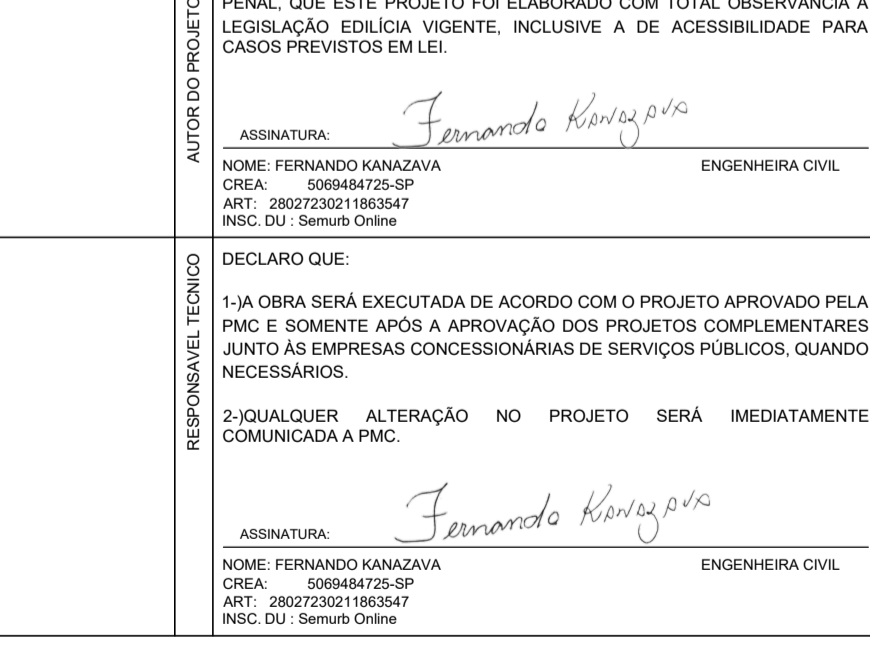 PENAL, QUE ESTE PROJETO FOI ELABORADO COM TOTAL OBSERVÂNCIA À
LEGISLAÇÃO EDILÍCIA VIGENTE, INCLUSIVE A DE ACESSIBILIDADE PARA
CASOS PREVISTOS EM LEI.
AUTOR DO PROJETO
ASSINATURA: Fernando Kanazava
NOME: FERNANDO KANAZAVA ENGENHEIRA CIVIL
CREA: 5069484725-SP
ART: 28027230211863547
INSC. DU : Semurb Online
RESPONSAVEL TECNICO
DECLARO QUE:
1-)A OBRA SERÁ EXECUTADA DE ACORDO COM O PROJETO APROVADO PELA
PMC E SOMENTE APÓS A APROVAÇÃO DOS PROJETOS COMPLEMENTARES
JUNTO ÀS EMPRESAS CONCESSIONÁRIAS DE SERVIÇOS PÚBLICOS, QUANDO
NECESSÁRIOS.
2-)QUALQUER ALTERAÇÃO NO PROJETO SERÁ IMEDIATAMENTE
COMUNICADA A PMC.
ASSINATURA: Fernando Kanazava
NOME: FERNANDO KANAZAVA ENGENHEIRA CIVIL
CREA: 5069484725-SP
ART: 28027230211863547
INSC. DU : Semurb Online